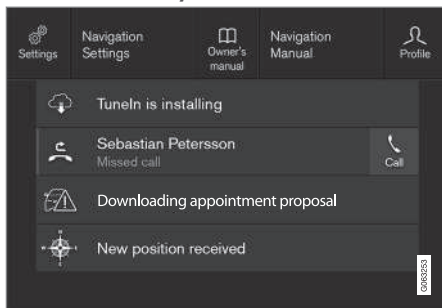 Settings
Navigation
Settings
Owner's
manual
Navigation
Manual
Profile
TuneIn is installing
Sebastian Petersson
Missed call
Call
Downloading appointment proposal
New position received
G063253